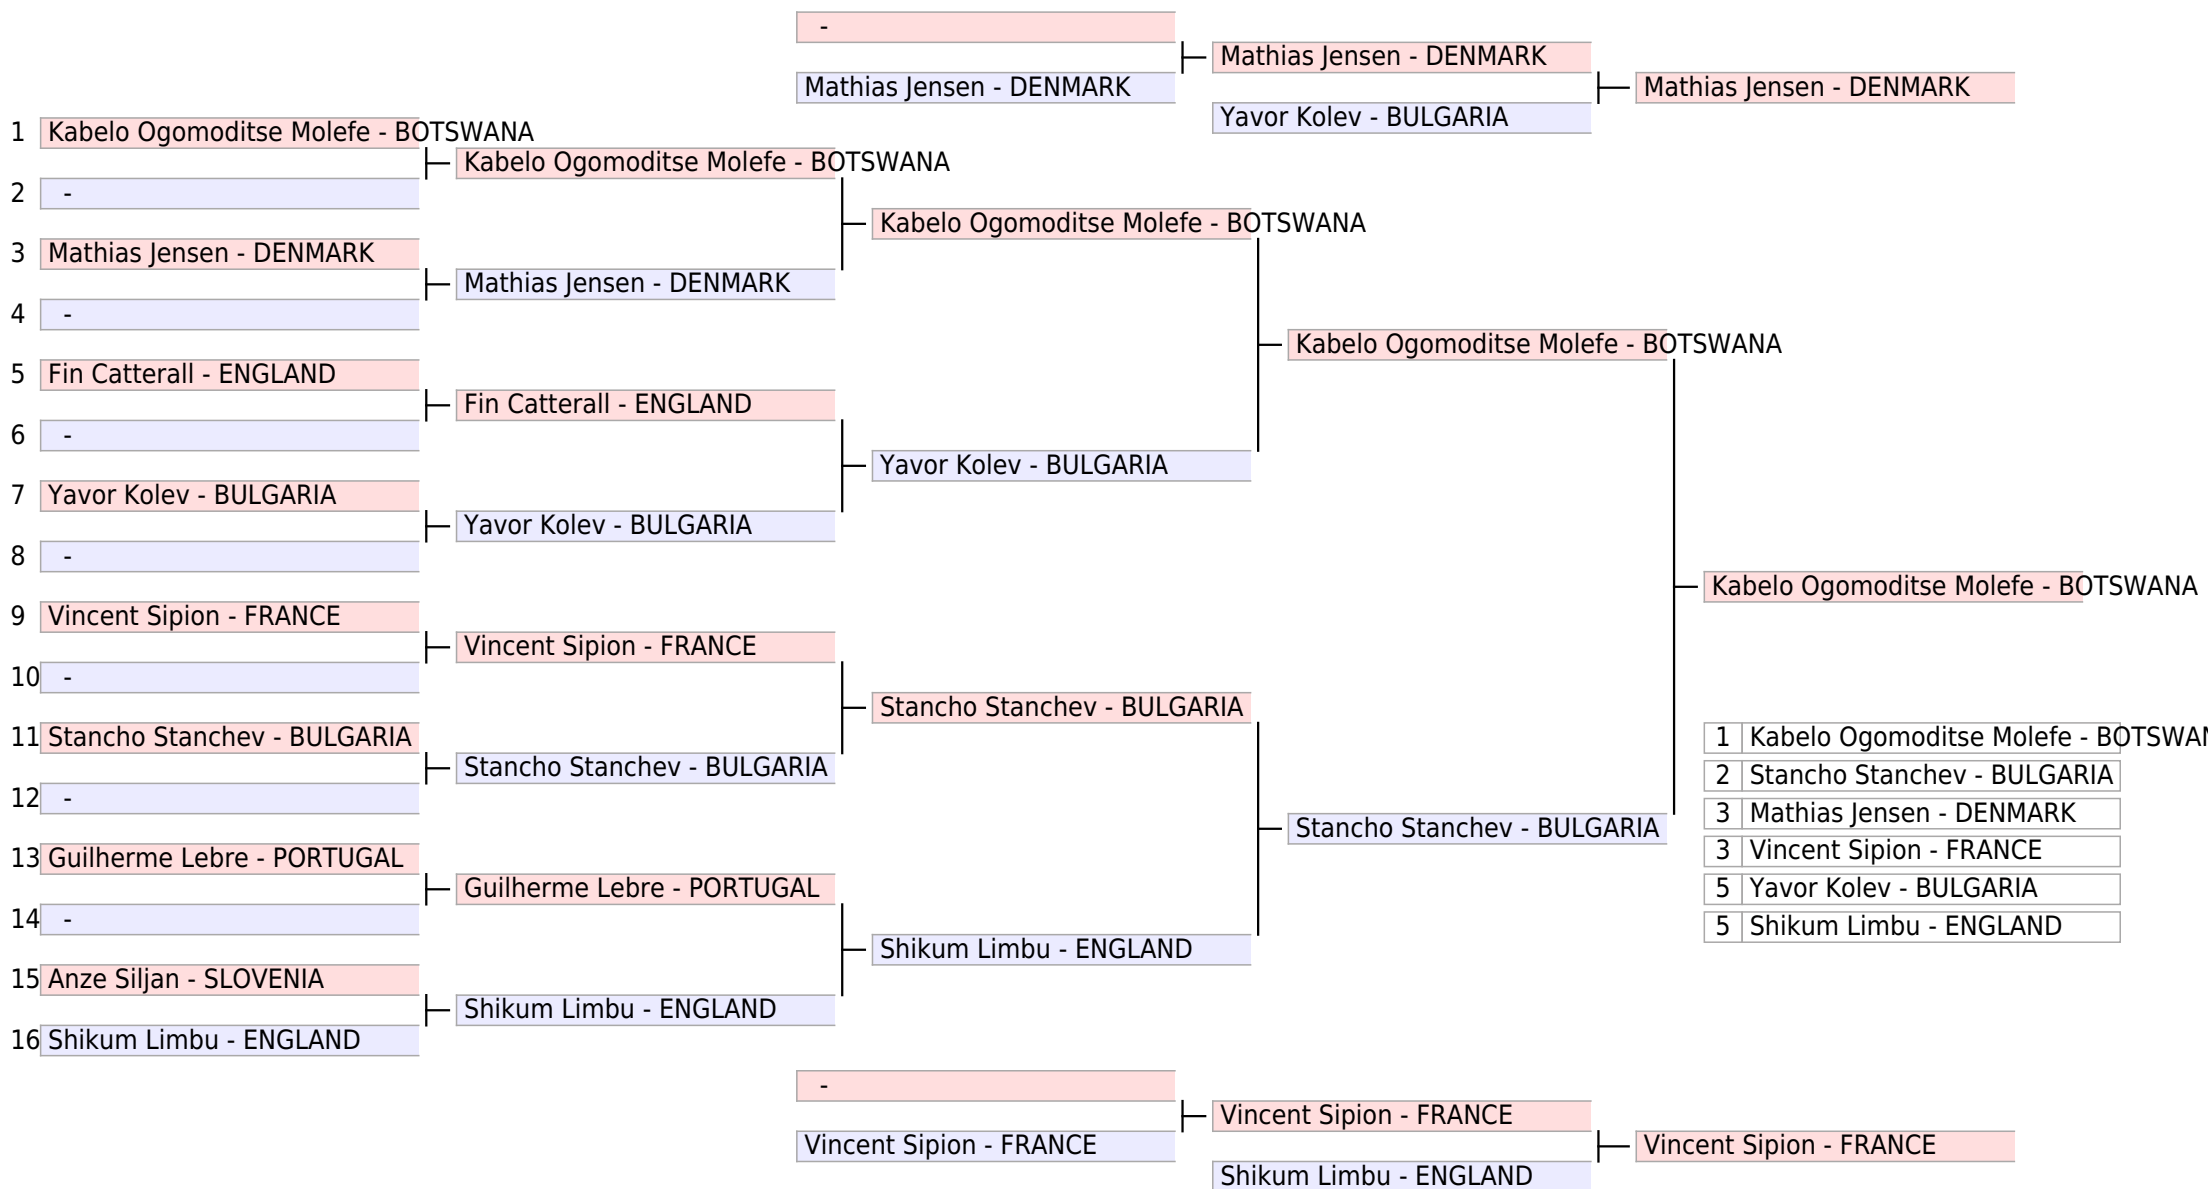 -
Mathias Jensen - DENMARK
Mathias Jensen - DENMARK
Yavor Kolev - BULGARIA
Mathias Jensen - DENMARK
1 Kabelo Ogomoditse Molefe - BOTSWANA
2 -
3 Mathias Jensen - DENMARK
4 -
5 Fin Catterall - ENGLAND
6 -
7 Yavor Kolev - BULGARIA
8 -
9 Vincent Sipion - FRANCE
10 -
11 Stancho Stanchev - BULGARIA
12 -
13 Guilherme Lebre - PORTUGAL
14 -
15 Anze Siljan - SLOVENIA
16 Shikum Limbu - ENGLAND
Kabelo Ogomoditse Molefe - BOTSWANA
Mathias Jensen - DENMARK
Fin Catterall - ENGLAND
Yavor Kolev - BULGARIA
Vincent Sipion - FRANCE
Stancho Stanchev - BULGARIA
Guilherme Lebre - PORTUGAL
Shikum Limbu - ENGLAND
Kabelo Ogomoditse Molefe - BOTSWANA
Yavor Kolev - BULGARIA
Stancho Stanchev - BULGARIA
Shikum Limbu - ENGLAND
Kabelo Ogomoditse Molefe - BOTSWANA
Stancho Stanchev - BULGARIA
Kabelo Ogomoditse Molefe - BOTSWANA
1 Kabelo Ogomoditse Molefe - BOTSWAN
2 Stancho Stanchev - BULGARIA
3 Mathias Jensen - DENMARK
3 Vincent Sipion - FRANCE
5 Yavor Kolev - BULGARIA
5 Shikum Limbu - ENGLAND
-
Vincent Sipion - FRANCE
Vincent Sipion - FRANCE
Shikum Limbu - ENGLAND
Vincent Sipion - FRANCE